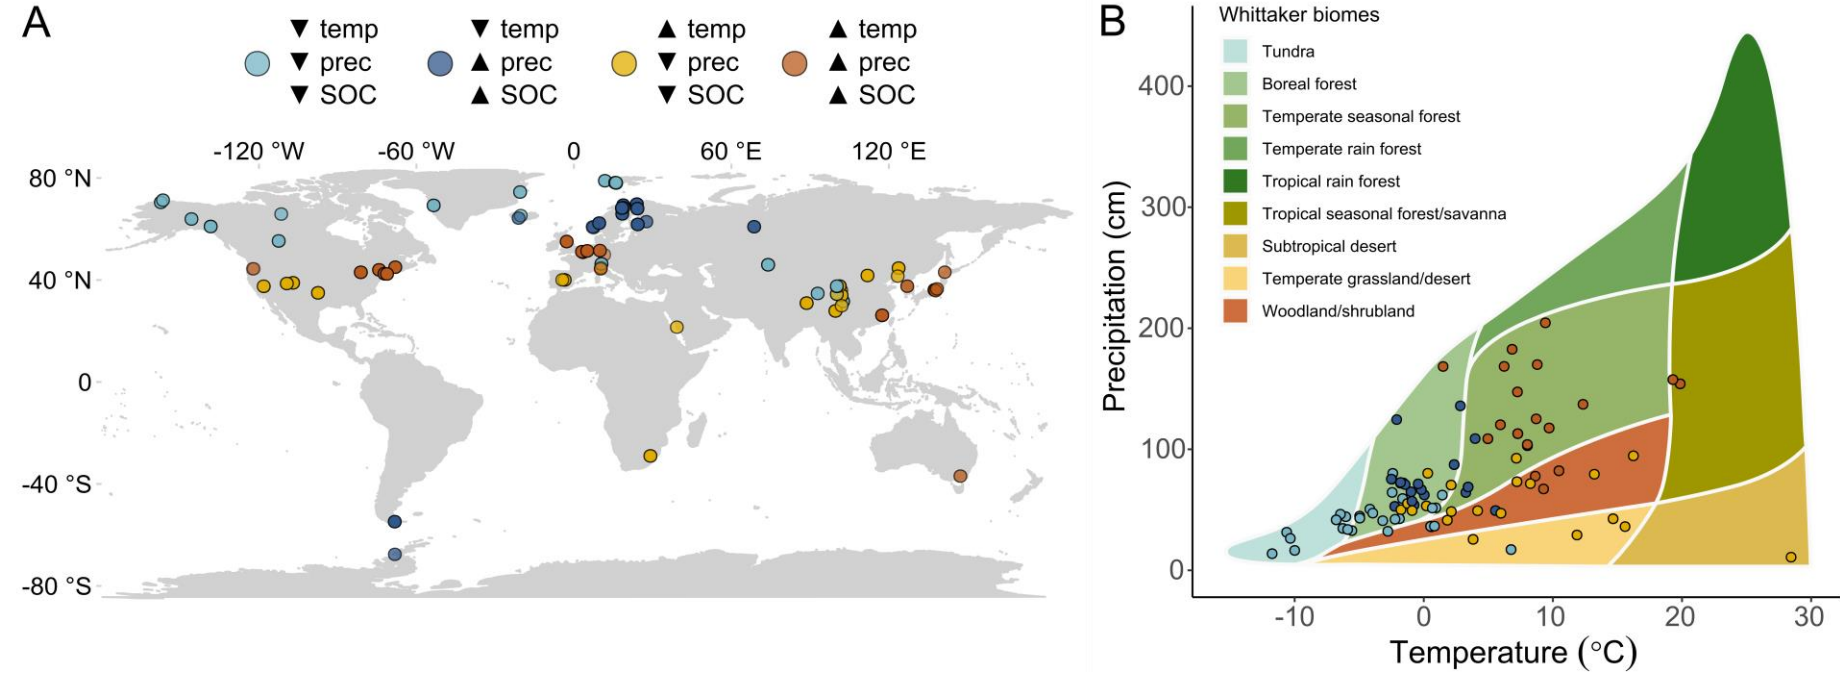 A
▼ temp ▼ temp ▲ temp ▲ temp
▼ prec ▲ prec ▼ prec ▲ prec
▼ SOC ▲ SOC ▼ SOC ▲ SOC
-120 °W -60 °W 0 60 °E 120 °E
80 °N
40 °N
0
-40 °S
-80 °S
B
Whittaker biomes
Tundra
Boreal forest
Temperate seasonal forest
Temperate rain forest
Tropical rain forest
Tropical seasonal forest/savanna
Subtropical desert
Temperate grassland/desert
Woodland/shrubland
Precipitation (cm)
400
300
200
100
0
-10 0 10 20 30
Temperature (°C)